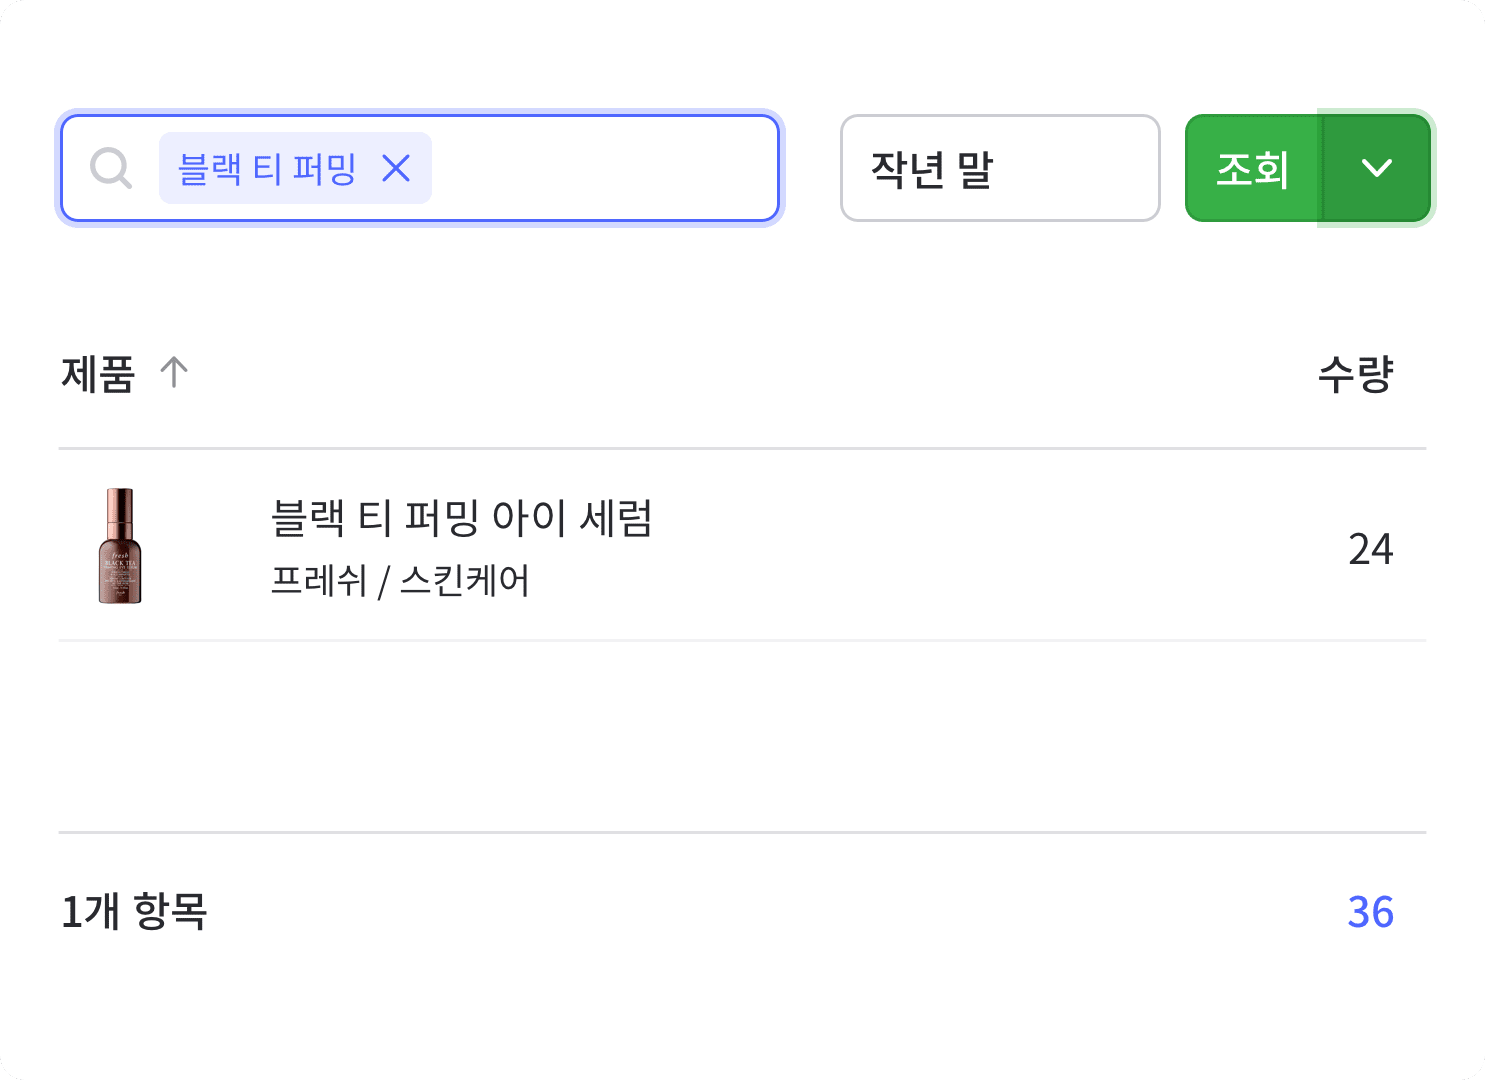 블랙 티 퍼밍
작년 말
조회
제품
수량
fresh
BLACK TEA
블랙 티 퍼밍 아이 세럼
프레쉬 / 스킨케어
24
1개 항목
36